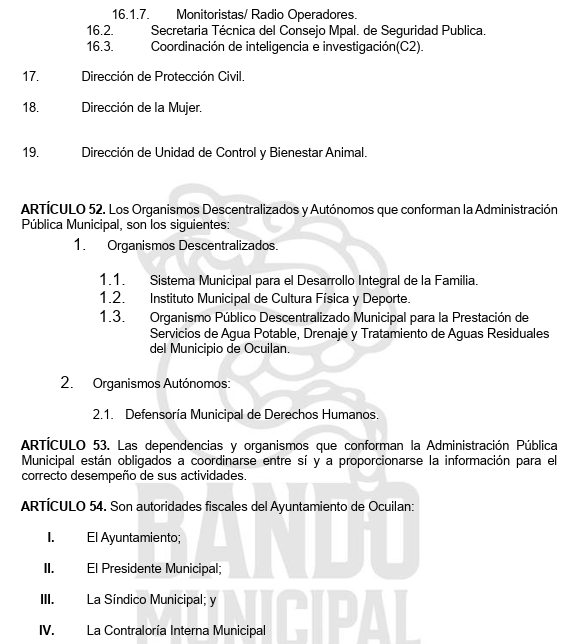 16.1.7. Monitoristas/ Radio Operadores.
16.2. Secretaria Técnica del Consejo Mpal. de Seguridad Publica.
16.3. Coordinación de inteligencia e investigación(C2).
17. Dirección de Protección Civil.
18. Dirección de la Mujer.
19. Dirección de Unidad de Control y Bienestar Animal.
ARTÍCULO 52. Los Organismos Descentralizados y Autónomos que conforman la Administración
Pública Municipal, son los siguientes:
1. Organismos Descentralizados.
1.1. Sistema Municipal para el Desarrollo Integral de la Familia.
1.2. Instituto Municipal de Cultura Física y Deporte.
1.3. Organismo Público Descentralizado Municipal para la Prestación de
Servicios de Agua Potable, Drenaje y Tratamiento de Aguas Residuales
del Municipio de Ocuilan.
2. Organismos Autónomos:
2.1. Defensoría Municipal de Derechos Humanos.
ARTÍCULO 53. Las dependencias y organismos que conforman la Administración Pública
Municipal están obligados a coordinarse entre sí y a proporcionarse la información para el
correcto desempeño de sus actividades.
ARTÍCULO 54. Son autoridades fiscales del Ayuntamiento de Ocuilan:
I. El Ayuntamiento;
II. El Presidente Municipal;
III. La Síndico Municipal; y
IV. La Contraloría Interna Municipal
BANDO
MUNICIPAL